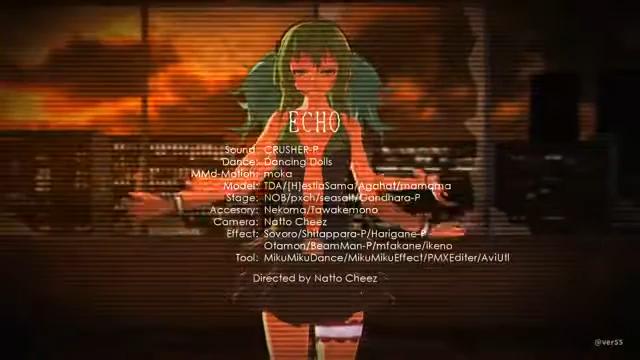 ECHO
Sound: CRUSHER-P
Dance: Dancing Dolls
MMd-Motion: moka
Model: TDA/[H]estiaSama/Agahat/mamama
Stage: NOB/pxch/seasalt/Gandhara-P
Accesory: Nekoma/Tawakemono
Camera: Natto Cheez
Effect: Sovoro/Shitappara-P/Harigane-P
Otamon/BeamMan-P/mfakane/ikeno
Tool: MikuMikuDance/MikuMikuEffect/PMXEditer/AviUtl
Directed by Natto Cheez
@ver55